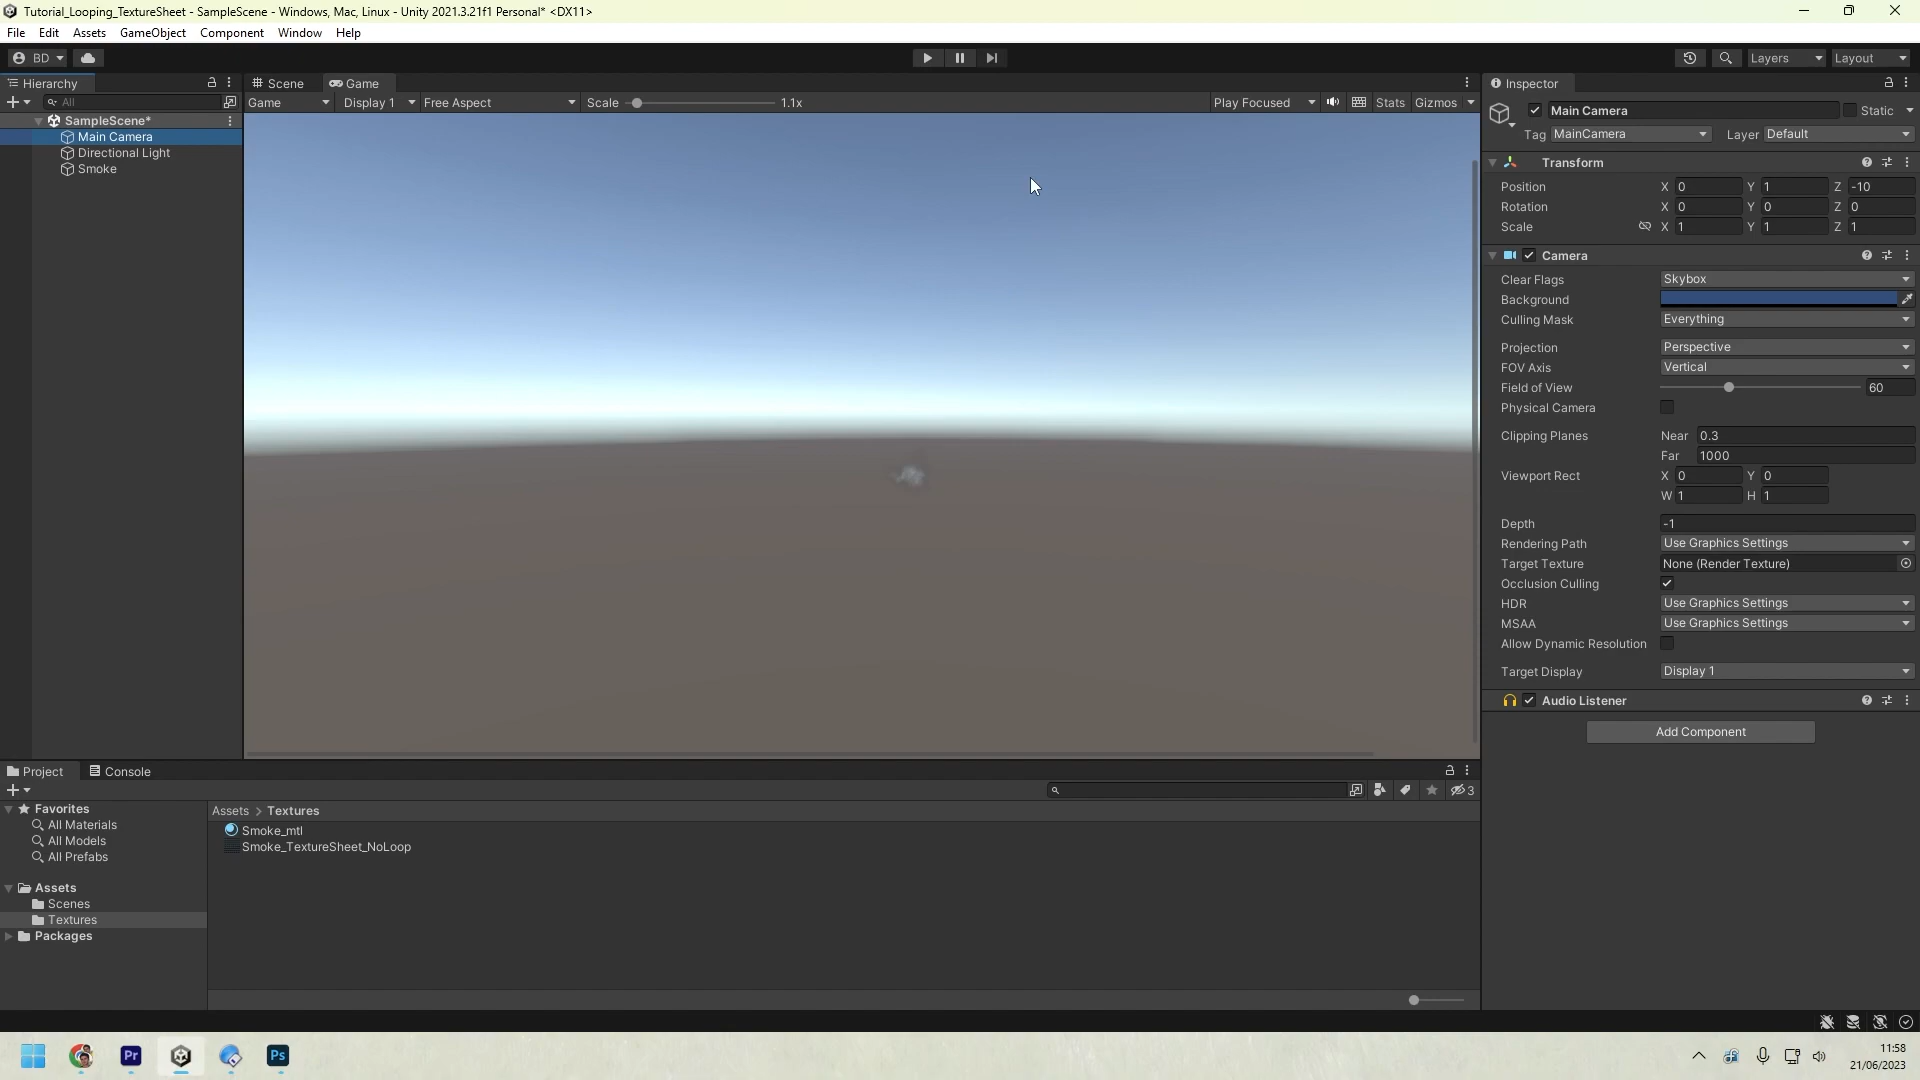 Tutorial_Looping_TextureSheet - SampleScene - Windows, Mac, Linux - Unity 2021.3.21f1 Personal* <DX11>
File Edit Assets GameObject Component Window Help
BD Layers Layout
Hierarchy Scene Game Inspector
All Game Display 1 Free Aspect Scale 1.1x Play Focused Stats Gizmos
SampleScene*
Main Camera
Directional Light
Smoke
Main Camera Static
Tag MainCamera Layer Default
Transform
Position X 0 Y 1 Z -10
Rotation X 0 Y 0 Z 0
Scale X 1 Y 1 Z 1
Camera
Clear Flags Skybox
Background
Culling Mask Everything
Projection Perspective
FOV Axis Vertical
Field of View 60
Physical Camera
Clipping Planes Near 0.3
Far 1000
Viewport Rect X 0 Y 0
W 1 H 1
Depth -1
Rendering Path Use Graphics Settings
Target Texture None (Render Texture)
Occlusion Culling
HDR Use Graphics Settings
MSAA Use Graphics Settings
Allow Dynamic Resolution
Target Display Display 1
Audio Listener
Add Component
Project Console
3
Favorites
All Materials
All Models
All Prefabs
Assets
Scenes
Textures
Packages
Assets > Textures
Smoke_mtl
Smoke_TextureSheet_NoLoop
Pr Ps
11:58
21/06/2023